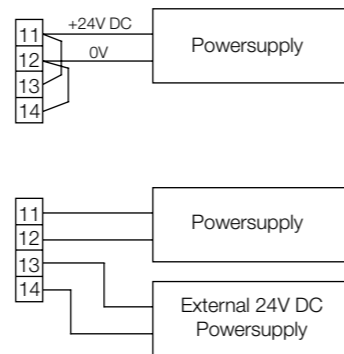 11
+24V DC
Powersupply
12
0V
13
14
11
Powersupply
12
13
14
External 24V DC
Powersupply